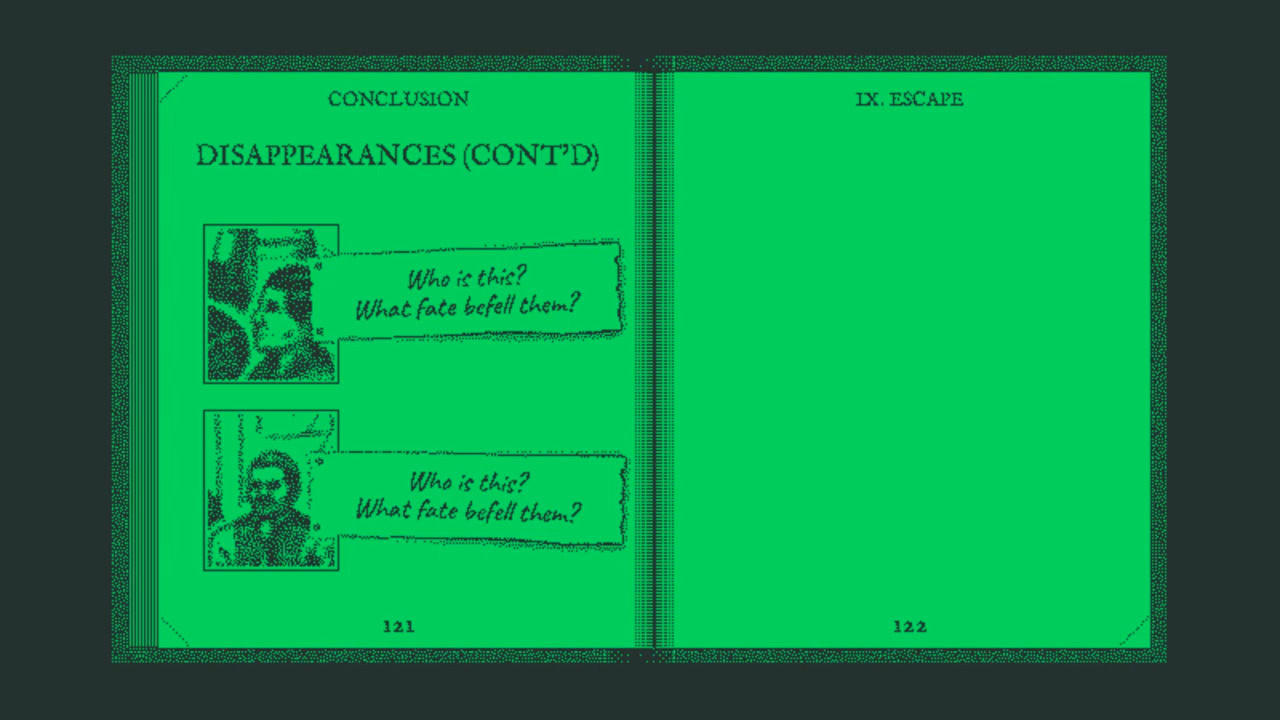 CONCLUSION
DISAPPEARANCES (CONT'D)
Who is this?
What fate befell them?
Who is this?
What fate befell them?
121
IX. ESCAPE
122